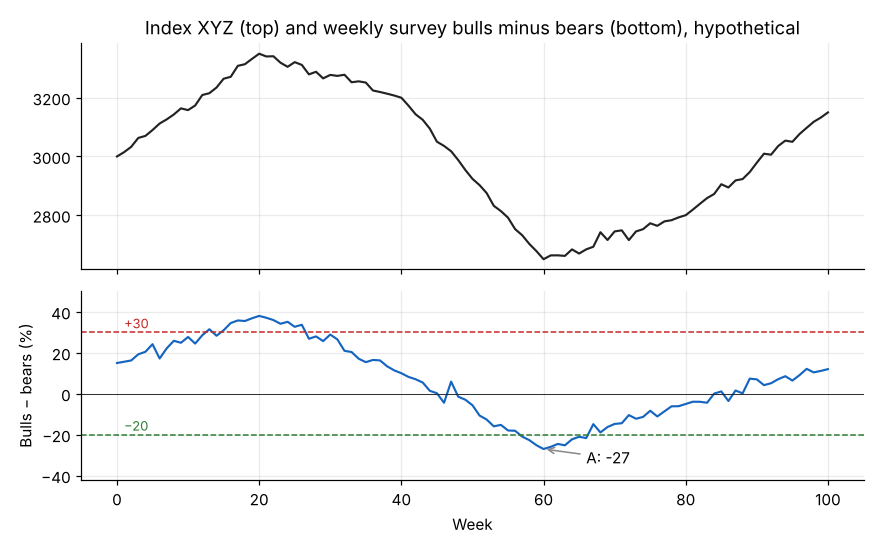 Index XYZ (top) and weekly survey bulls minus bears (bottom), hypothetical
3200
3000
2800
Bulls − bears (%)
40
20
0
−20
−40
+30
−20
A: -27
0 20 40 60 80 100
Week